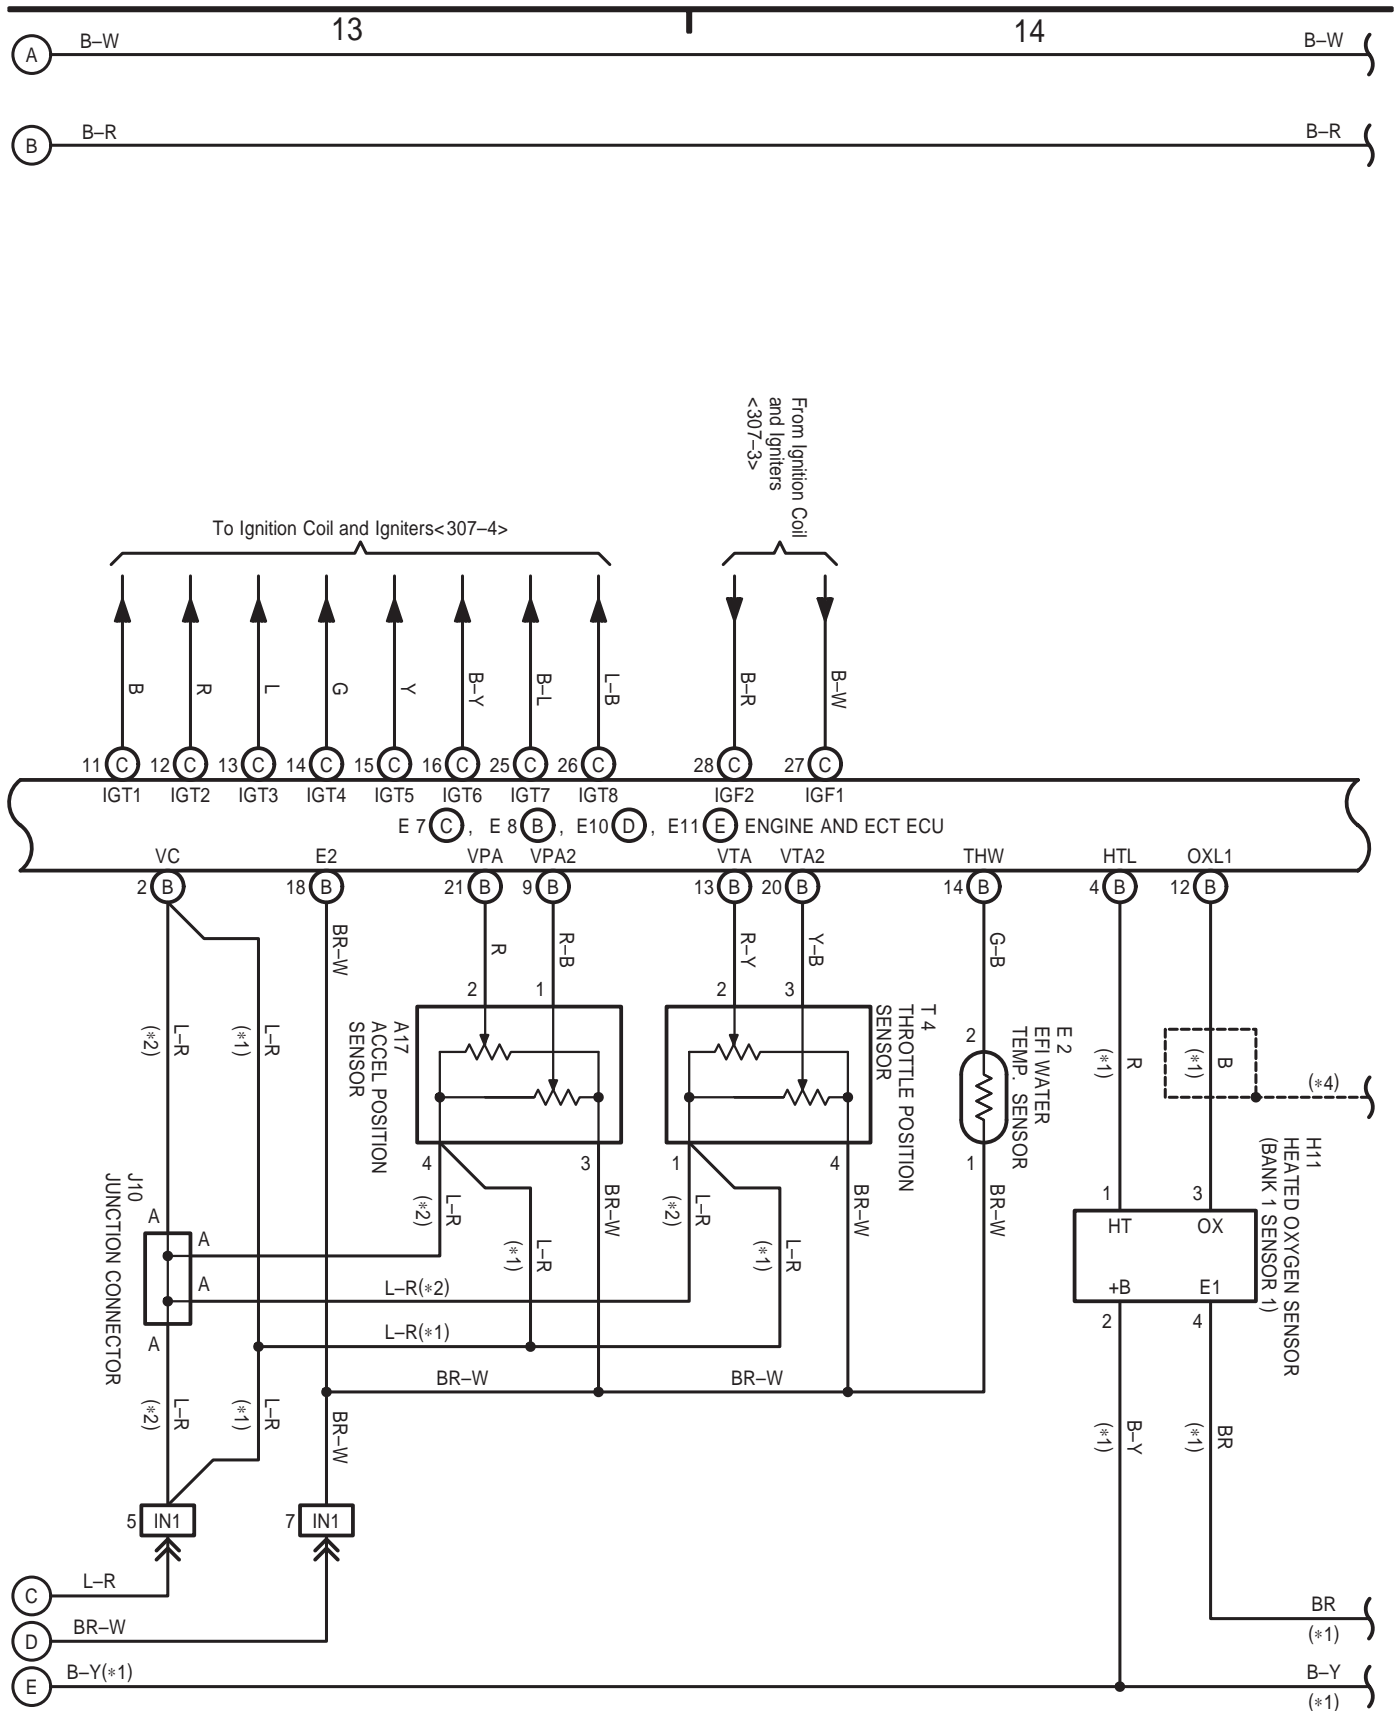 13
14
A
B–W
B–W
B
B–R
B–R
From Ignition Coil
and Igniters
<307–3>
To Ignition Coil and Igniters<307–4>
B
R
L
G
Y
B–Y
B–L
L–B
B–R
B–W
11 C
12 C
13 C
14 C
15 C
16 C
25 C
26 C
28 C
27 C
IGT1
IGT2
IGT3
IGT4
IGT5
IGT6
IGT7
IGT8
IGF2
IGF1
E 7 C , E 8 B , E10 D , E11 E ENGINE AND ECT ECU
VC
E2
VPA
VPA2
VTA
VTA2
THW
HTL
OXL1
2 B
18 B
21 B
9 B
13 B
20 B
14 B
4 B
12 B
BR–W
R
R–B
R–Y
Y–B
G–B
2
1
2
3
L–R
(*2)
L–R
(*1)
A17
ACCEL POSITION
SENSOR
T 4
THROTTLE POSITION
SENSOR
2
E 2
EFI WATER
TEMP. SENSOR
R
(*1)
B
(*1)
(*4)
4
3
1
4
1
L–R
(*2)
L–R
(*1)
BR–W
L–R
(*2)
L–R
(*1)
BR–W
BR–W
H11
HEATED OXYGEN SENSOR
(BANK 1 SENSOR 1)
1
3
HT
OX
+B
E1
2
4
J10
JUNCTION CONNECTOR
A
A
A
A
L–R(*2)
L–R(*1)
BR–W
BR–W
L–R
(*2)
L–R
(*1)
BR–W
B–Y
(*1)
BR
(*1)
5 IN1
7 IN1
C
L–R
D
BR–W
BR
(*1)
E
B–Y(*1)
B–Y
(*1)